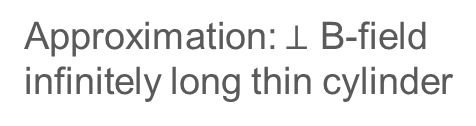 Approximation: ⊥ B-field
infinitely long thin cylinder